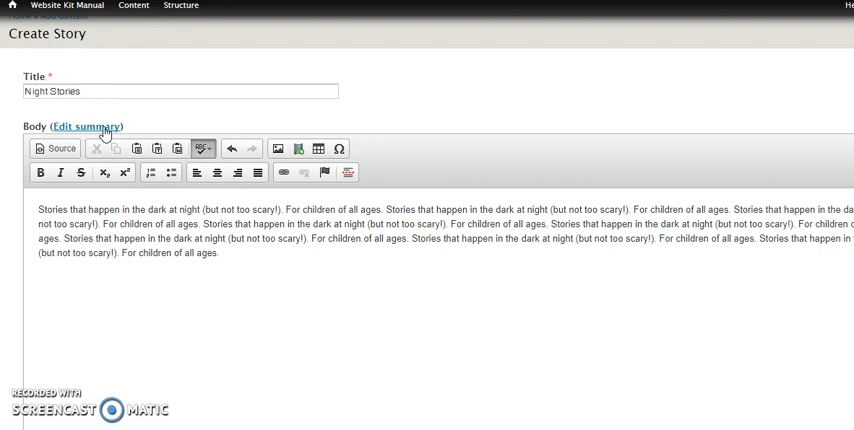 Website Kit Manual Content Structure He
Home » Add content
Create Story
Title *
Night Stories
Body (Edit summary)
Source ABC Ω
B I S x₂ x²
Stories that happen in the dark at night (but not too scary!). For children of all ages. Stories that happen in the dark at night (but not too scary!). For children of all ages. Stories that happen in the da
not too scary!). For children of all ages. Stories that happen in the dark at night (but not too scary!). For children of all ages. Stories that happen in the dark at night (but not too scary!). For children o
ages. Stories that happen in the dark at night (but not too scary!). For children of all ages. Stories that happen in the dark at night (but not too scary!). For children of all ages. Stories that happen in
(but not too scary!). For children of all ages.
RECORDED WITH
SCREENCAST MATIC